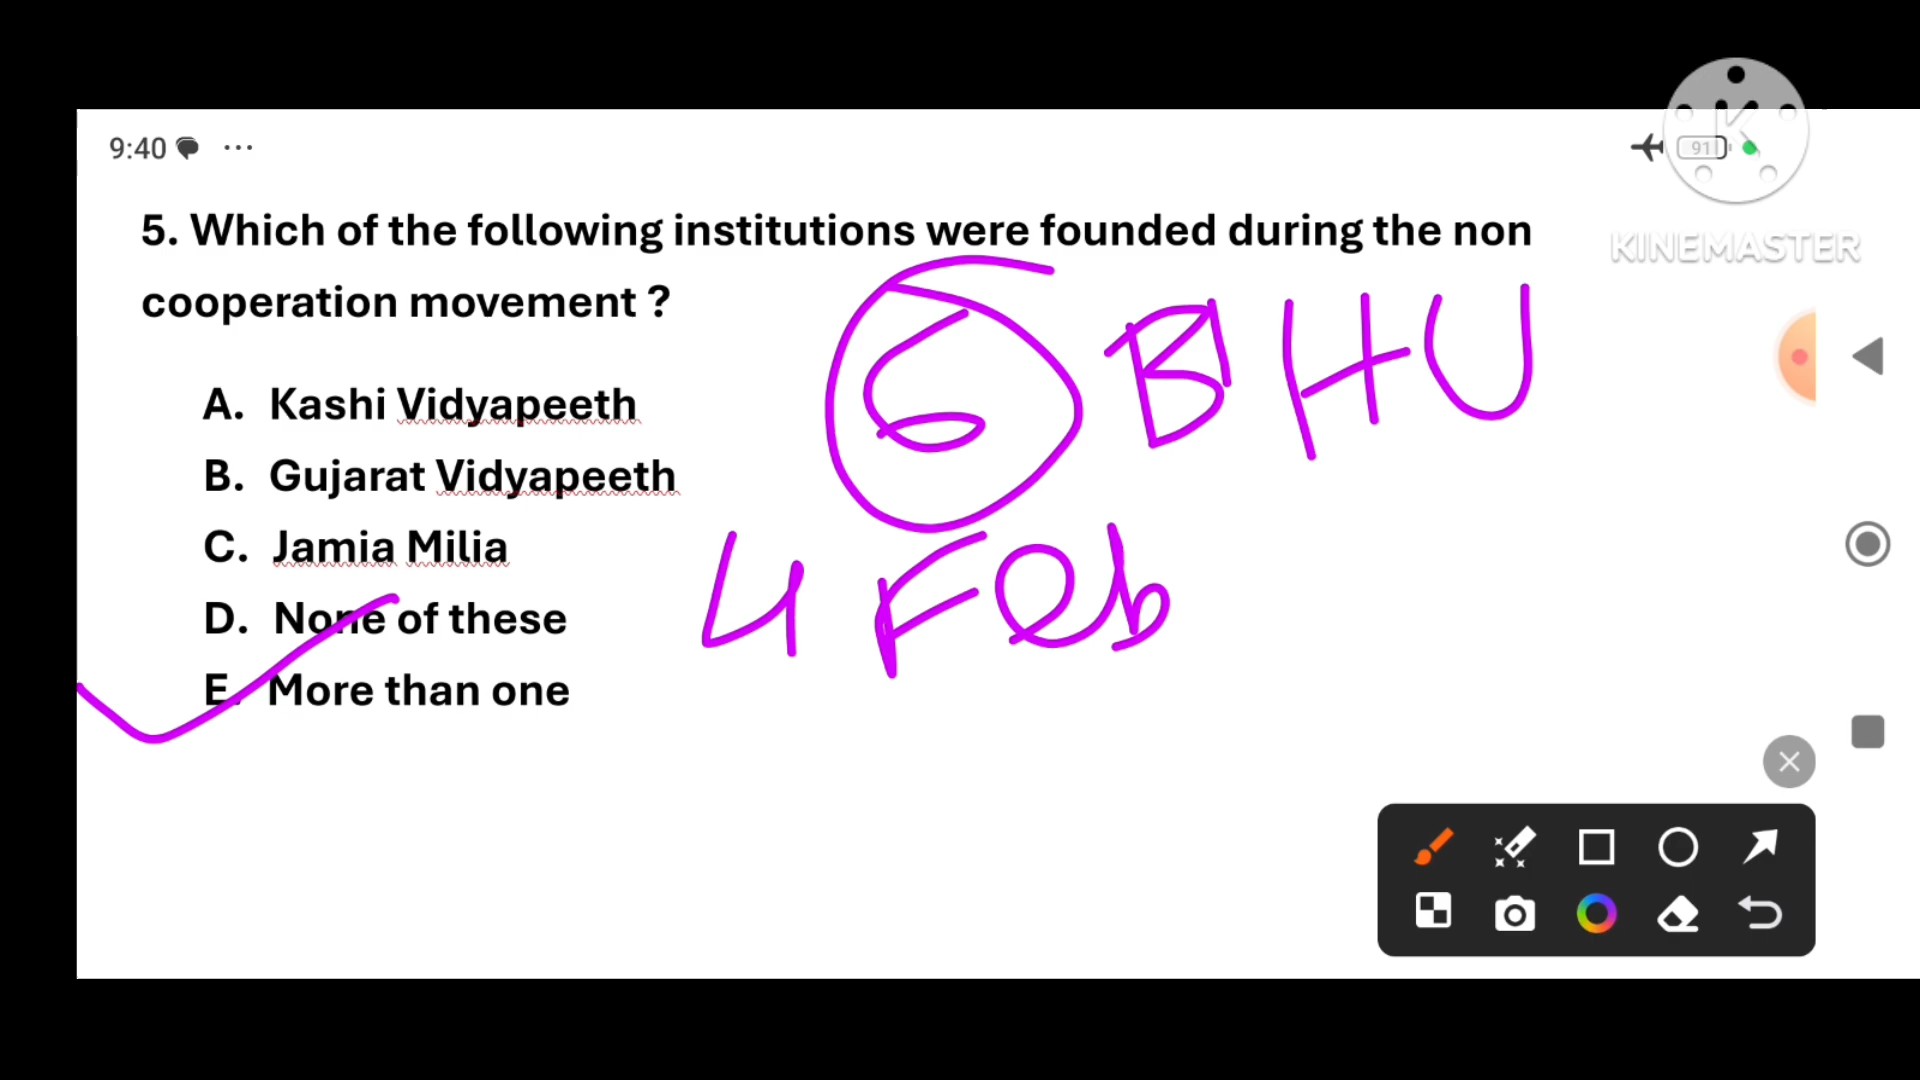 9:40 ...
91
KINEMASTER
5. Which of the following institutions were founded during the non
cooperation movement ?
A. Kashi Vidyapeeth
B. Gujarat Vidyapeeth
C. Jamia Milia
D. None of these
E. More than one
6 BHU
4 Feb